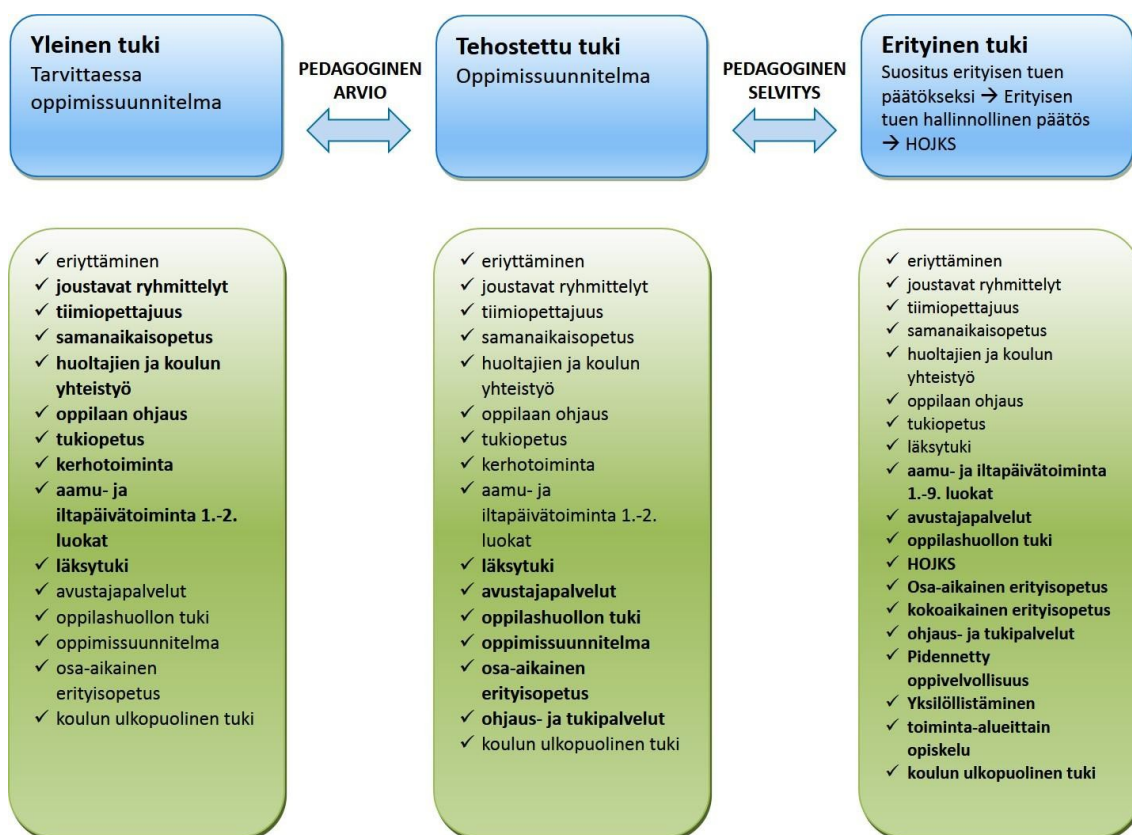 Yleinen tuki
Tarvittaessa
oppimissuunnitelma
PEDAGOGINEN
ARVIO
Tehostettu tuki
Oppimissuunnitelma
PEDAGOGINEN
SELVITYS
Erityinen tuki
Suositus erityisen tuen
päätökseksi → Erityisen
tuen hallinnollinen päätös
→ HOJKS
✓ eriyttäminen
✓ joustavat ryhmittelyt
✓ tiimiopettajuus
✓ samanaikaisopetus
✓ huoltajien ja koulun
yhteistyö
✓ oppilaan ohjaus
✓ tukiopetus
✓ kerhotoiminta
✓ aamu- ja
iltapäivätoiminta 1.-2.
luokat
✓ läksytuki
✓ avustajapalvelut
✓ oppilashuollon tuki
✓ oppimissuunnitelma
✓ osa-aikainen
erityisopetus
✓ koulun ulkopuolinen tuki
✓ eriyttäminen
✓ joustavat ryhmittelyt
✓ tiimiopettajuus
✓ samanaikaisopetus
✓ huoltajien ja koulun
yhteistyö
✓ oppilaan ohjaus
✓ tukiopetus
✓ kerhotoiminta
✓ aamu- ja
iltapäivätoiminta 1.-2.
luokat
✓ läksytuki
✓ avustajapalvelut
✓ oppilashuollon tuki
✓ oppimissuunnitelma
✓ osa-aikainen
erityisopetus
✓ ohjaus- ja tukipalvelut
✓ koulun ulkopuolinen tuki
✓ eriyttäminen
✓ joustavat ryhmittelyt
✓ tiimiopettajuus
✓ samanaikaisopetus
✓ huoltajien ja koulun
yhteistyö
✓ oppilaan ohjaus
✓ tukiopetus
✓ läksytuki
✓ aamu- ja iltapäivätoiminta
1.-9. luokat
✓ avustajapalvelut
✓ oppilashuollon tuki
✓ HOJKS
✓ Osa-aikainen erityisopetus
✓ kokoaikainen erityisopetus
✓ ohjaus- ja tukipalvelut
✓ Pidennetty
oppivelvollisuus
✓ Yksilöllistäminen
✓ toiminta-alueittain
opiskelu
✓ koulun ulkopuolinen tuki